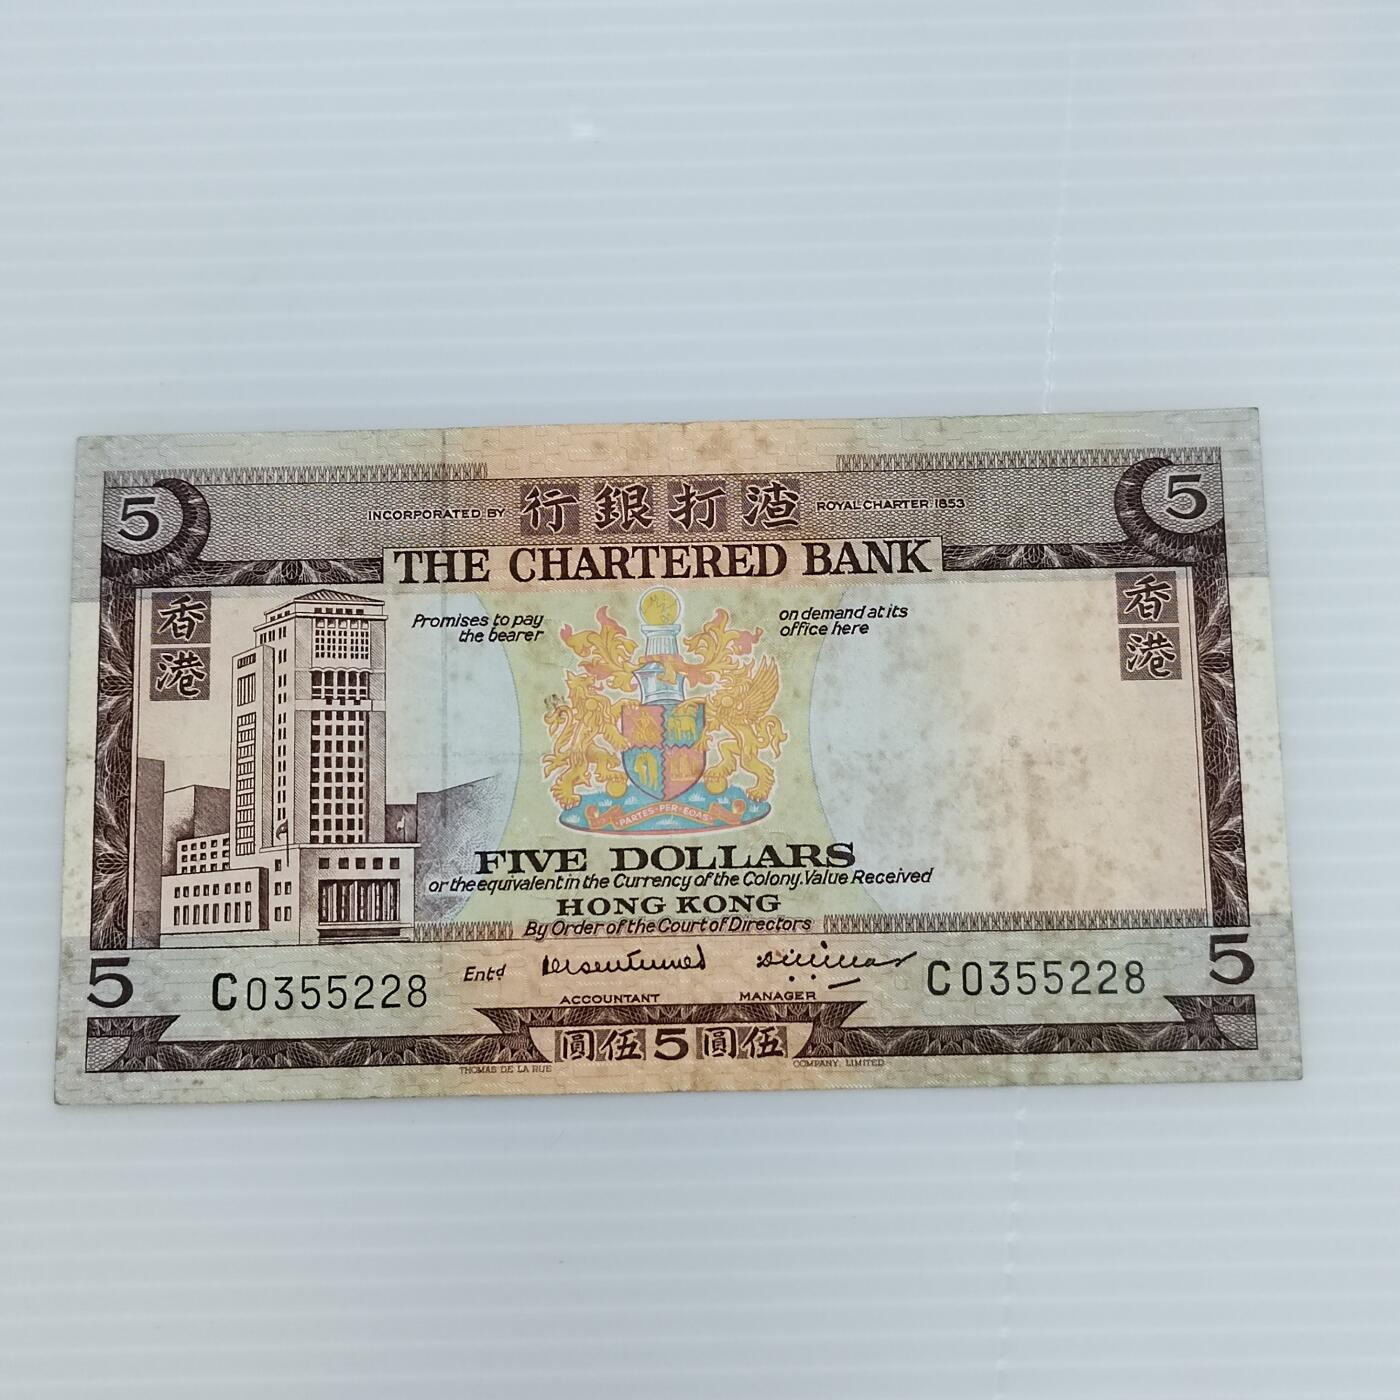 5 INCORPORATED BY 行銀打渣 ROYAL CHARTER 1853 5
THE CHARTERED BANK
香港
香港
Promises to pay
the bearer
on demand at its
office here
PARTES·PER·EOAS
FIVE DOLLARS
or the equivalent in the Currency of the Colony. Value Received
HONG KONG
By Order of the Court of Directors
5 C0355228 Entd C0355228 5
ACCOUNTANT MANAGER
圓伍5圓伍
THOMAS DE LA RUE COMPANY, LIMITED